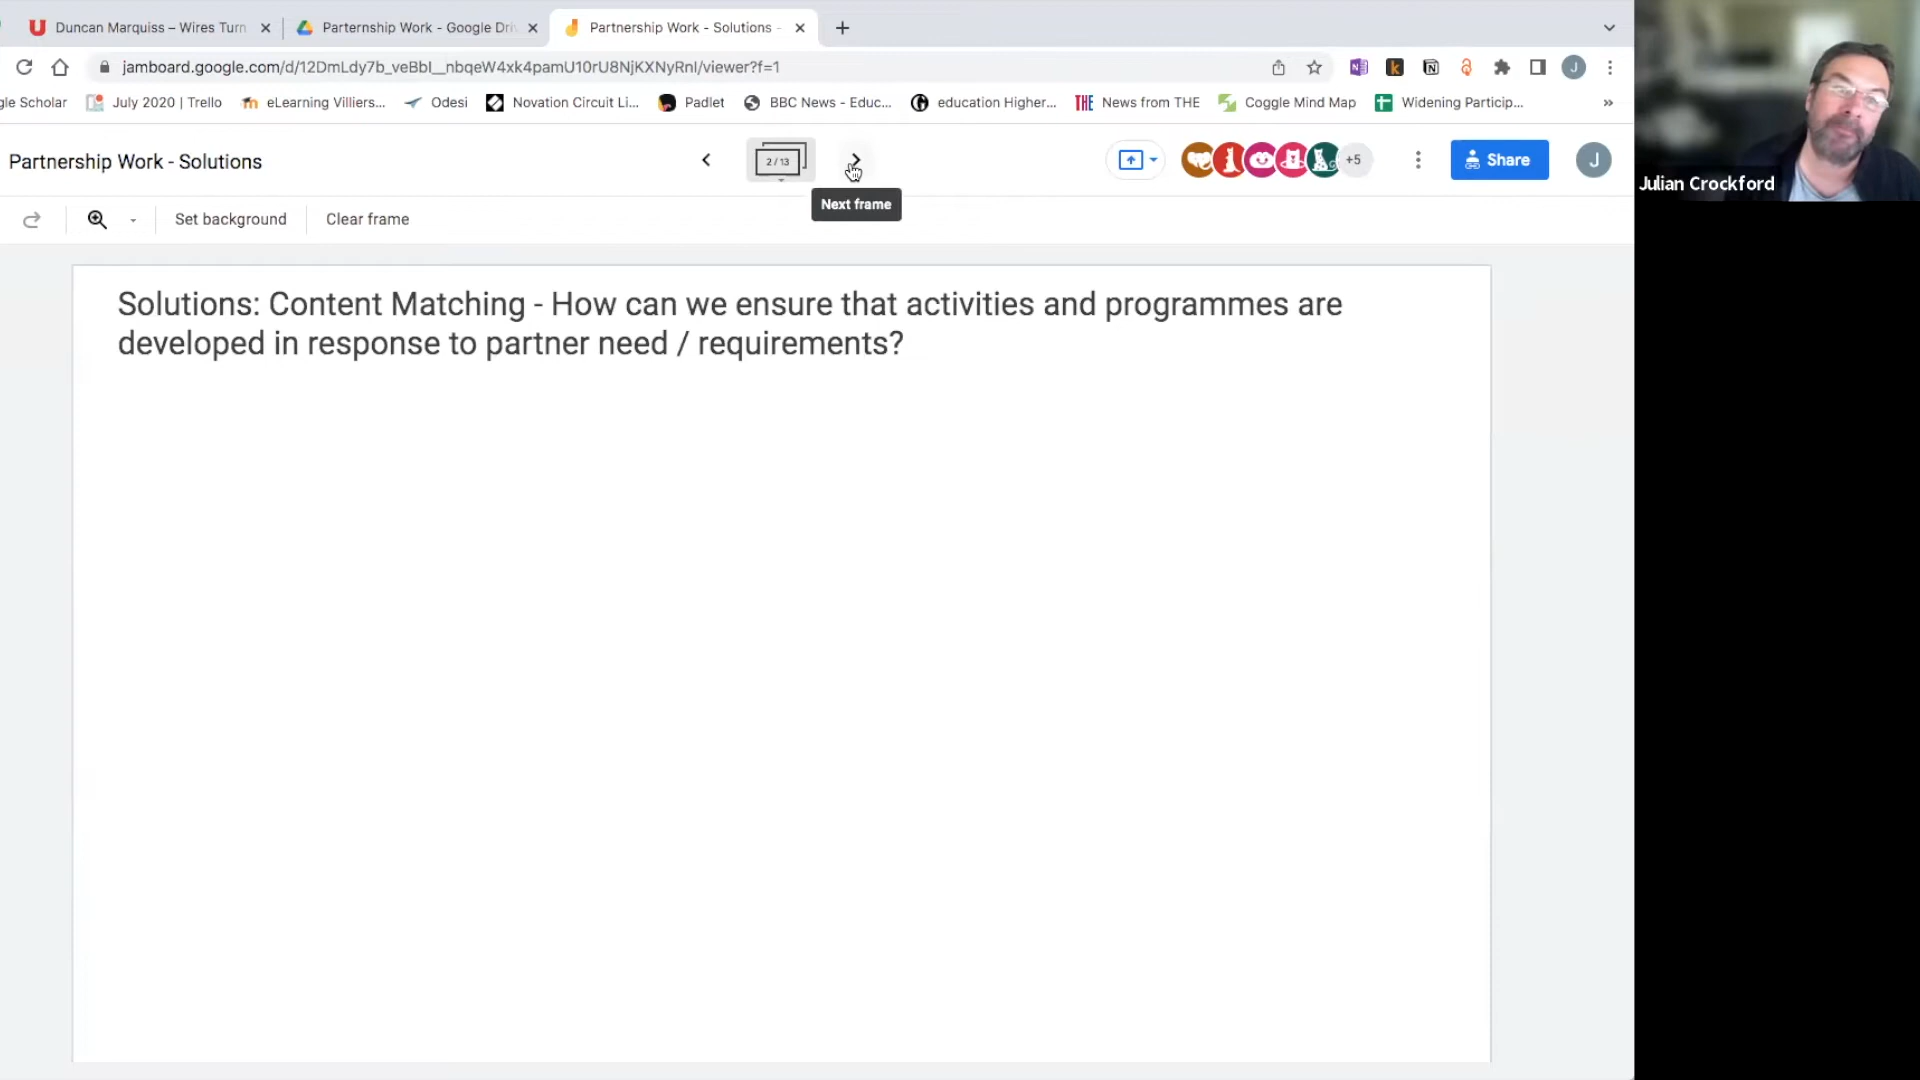 Duncan Marquiss – Wires Turn
Parternship Work - Google Dri
Partnership Work - Solutions -
jamboard.google.com/d/12DmLdy7b_veBbI__nbqeW4xk4pamU10rU8NjKXNyRnI/viewer?f=1
gle Scholar
July 2020 | Trello
eLearning Villiers...
Odesi
Novation Circuit Li...
Padlet
BBC News - Educ...
education Higher...
THE
News from THE
Coggle Mind Map
Widening Particip...
Partnership Work - Solutions
2 / 13
+5
Share
J
Next frame
Set background
Clear frame
Julian Crockford
Solutions: Content Matching - How can we ensure that activities and programmes are
developed in response to partner need / requirements?